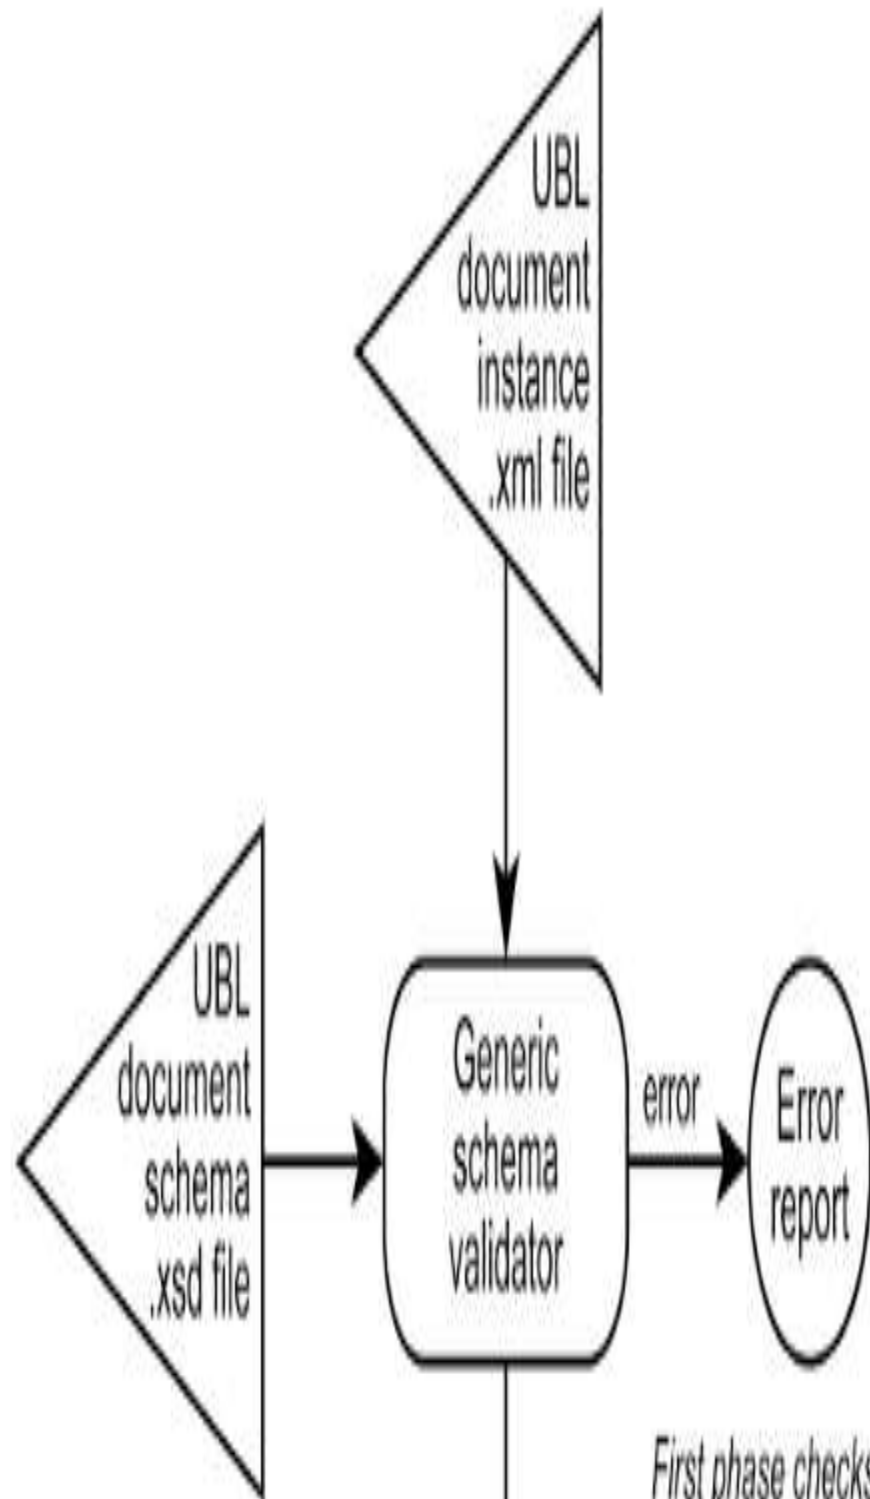 UBL
document
instance
.xml file
UBL
document
schema
.xsd file
Generic
schema
validator
error
Error
report
First phase checks